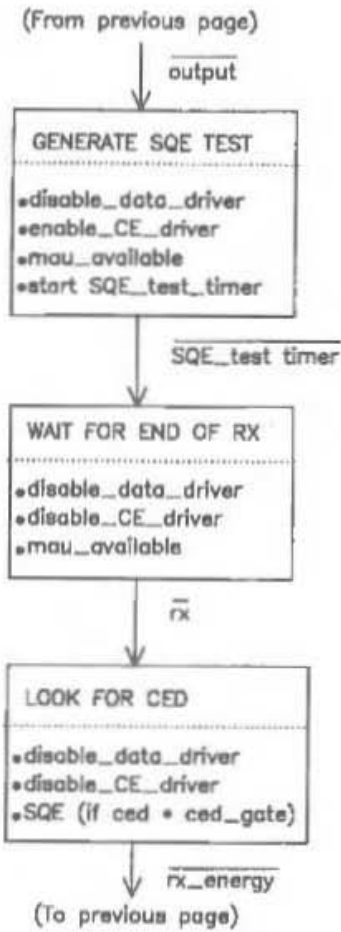 (From previous page)
output
GENERATE SQE TEST
•disable_data_driver
•enable_CE_driver
•mau_available
•start SQE_test_timer
SQE_test timer
WAIT FOR END OF RX
•disable_data_driver
•disable_CE_driver
•mau_available
rx
LOOK FOR CED
•disable_data_driver
•disable_CE_driver
•SQE (if ced • ced_gate)
rx_energy
(To previous page)